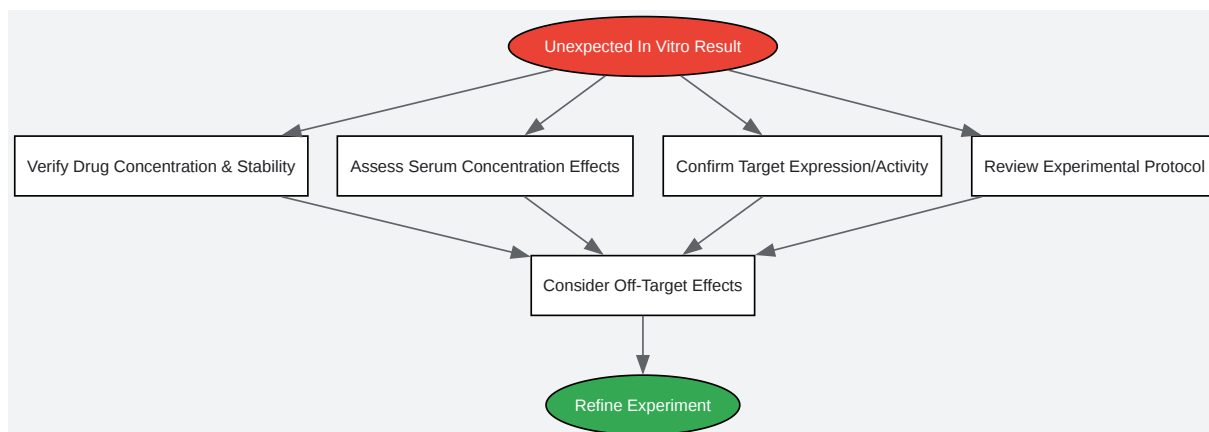 Unexpected In Vitro Result
Verify Drug Concentration & Stability
Assess Serum Concentration Effects
Confirm Target Expression/Activity
Review Experimental Protocol
Consider Off-Target Effects
Refine Experiment